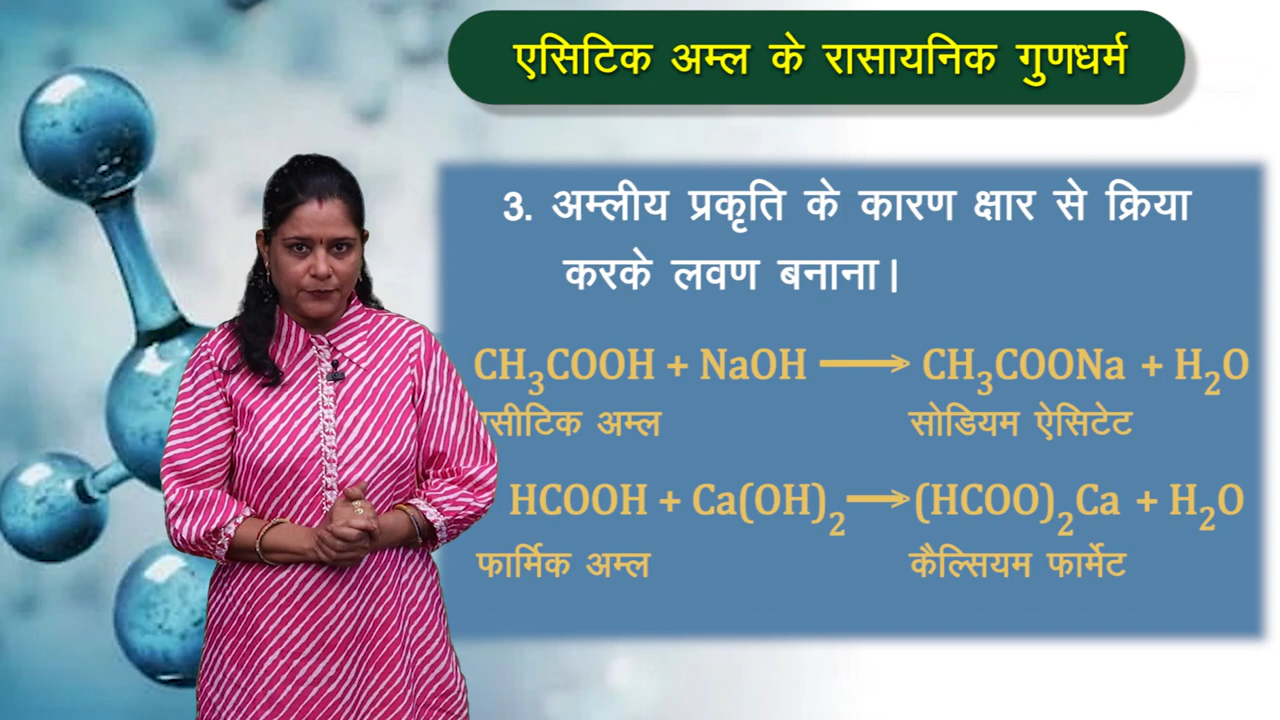 एसिटिक अम्ल के रासायनिक गुणधर्म
3. अम्लीय प्रकृति के कारण क्षार से क्रिया
करके लवण बनाना।
CH₃COOH + NaOH ⟶ CH₃COONa + H₂O
अम्ल सोडियम ऐसिटेट
HCOOH + Ca(OH)₂ ⟶ (HCOO)₂Ca + H₂O
फार्मिक अम्ल कैल्सियम फार्मेट